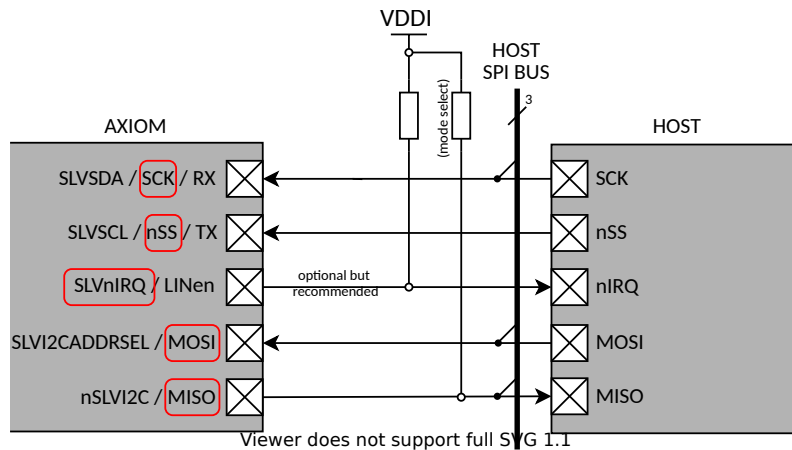 VDDI
HOST
SPI BUS
3
(mode select)
AXIOM
HOST
SLVSDA / SCK / RX
SCK
SLVSCL / nSS / TX
nSS
SLVnIRQ / LINen
optional but
recommended
nIRQ
SLVI2CADDRSEL / MOSI
MOSI
nSLVI2C / MISO
MISO
Viewer does not support full SVG 1.1